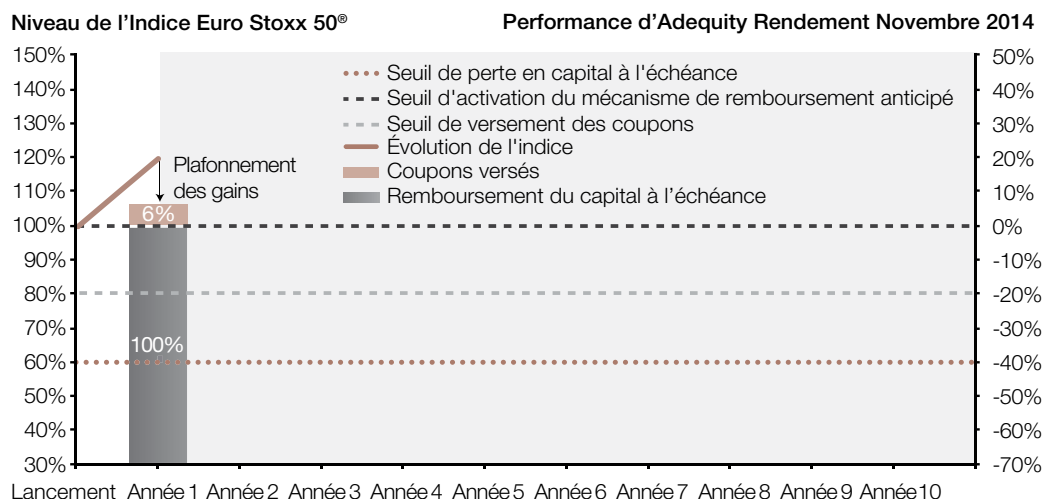 Niveau de l'Indice Euro Stoxx 50®
Performance d'Adequity Rendement Novembre 2014
150%
140%
130%
120%
110%
100%
90%
80%
70%
60%
50%
40%
30%
Seuil de perte en capital à l'échéance
Seuil d'activation du mécanisme de remboursement anticipé
Seuil de versement des coupons
Évolution de l'indice
Coupons versés
Remboursement du capital à l'échéance
Plafonnement
des gains
6%
100%
50%
40%
30%
20%
10%
0%
-10%
-20%
-30%
-40%
-50%
-60%
-70%
Lancement Année 1 Année 2 Année 3 Année 4 Année 5 Année 6 Année 7 Année 8 Année 9 Année 10